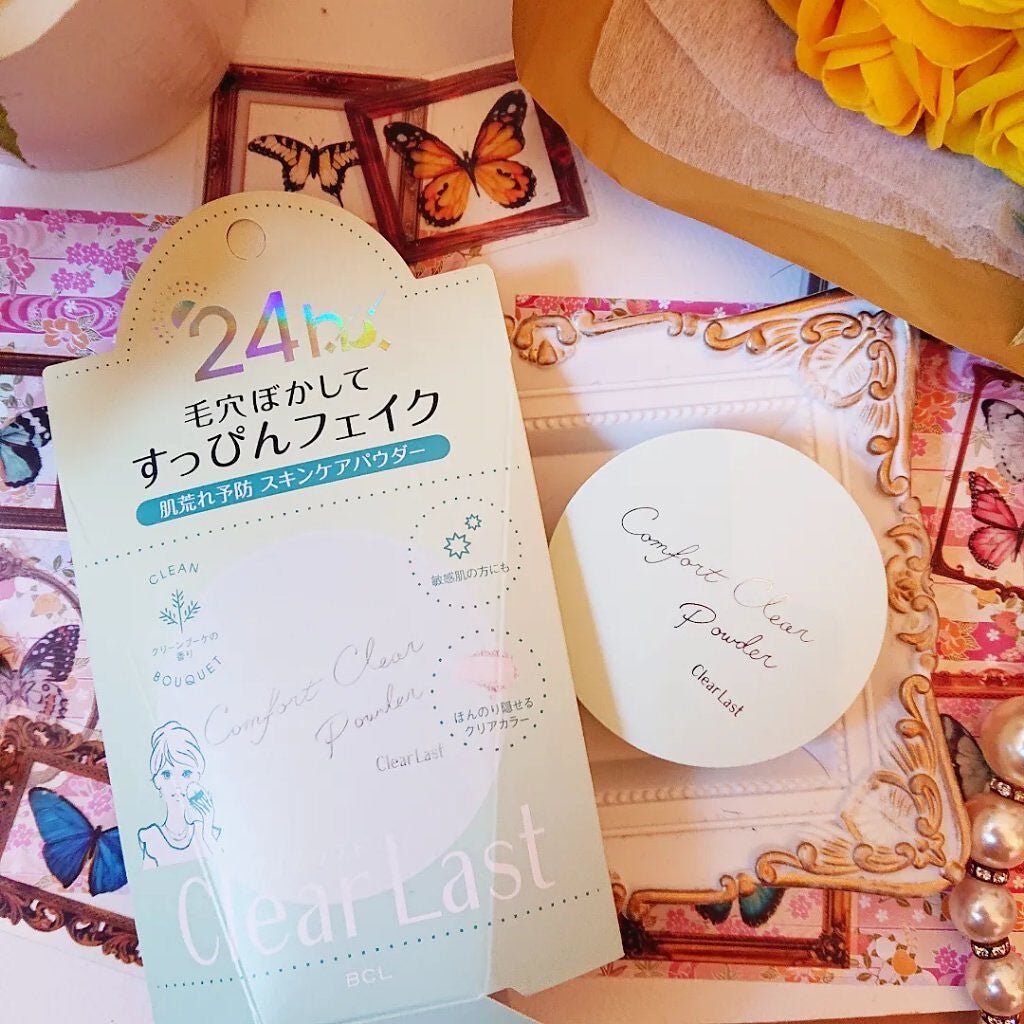 24h.
毛穴ぼかして
すっぴんフェイク
肌荒れ予防 スキンケアパウダー
CLEAN
グリーンブーケの
香り
BOUQUET
敏感肌の方にも
ほんのり隠せる
クリアカラー
Comfort Clear
Powder
ClearLast
ClearLast
BCL
Comfort Clear
Powder
ClearLast